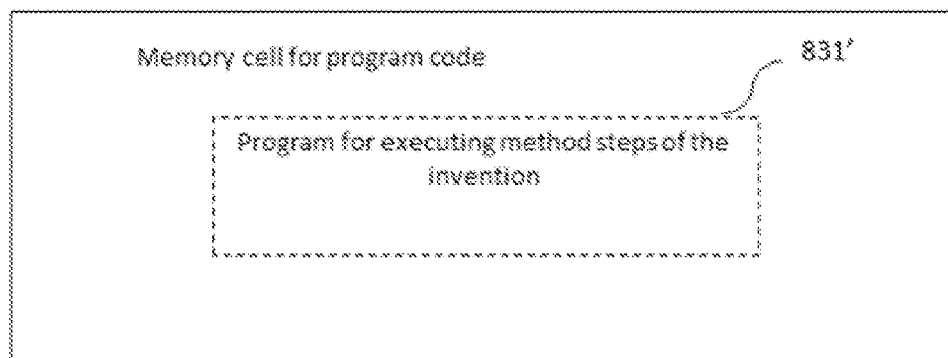 Memory cell for program code
831'
Program for executing method steps of the
invention